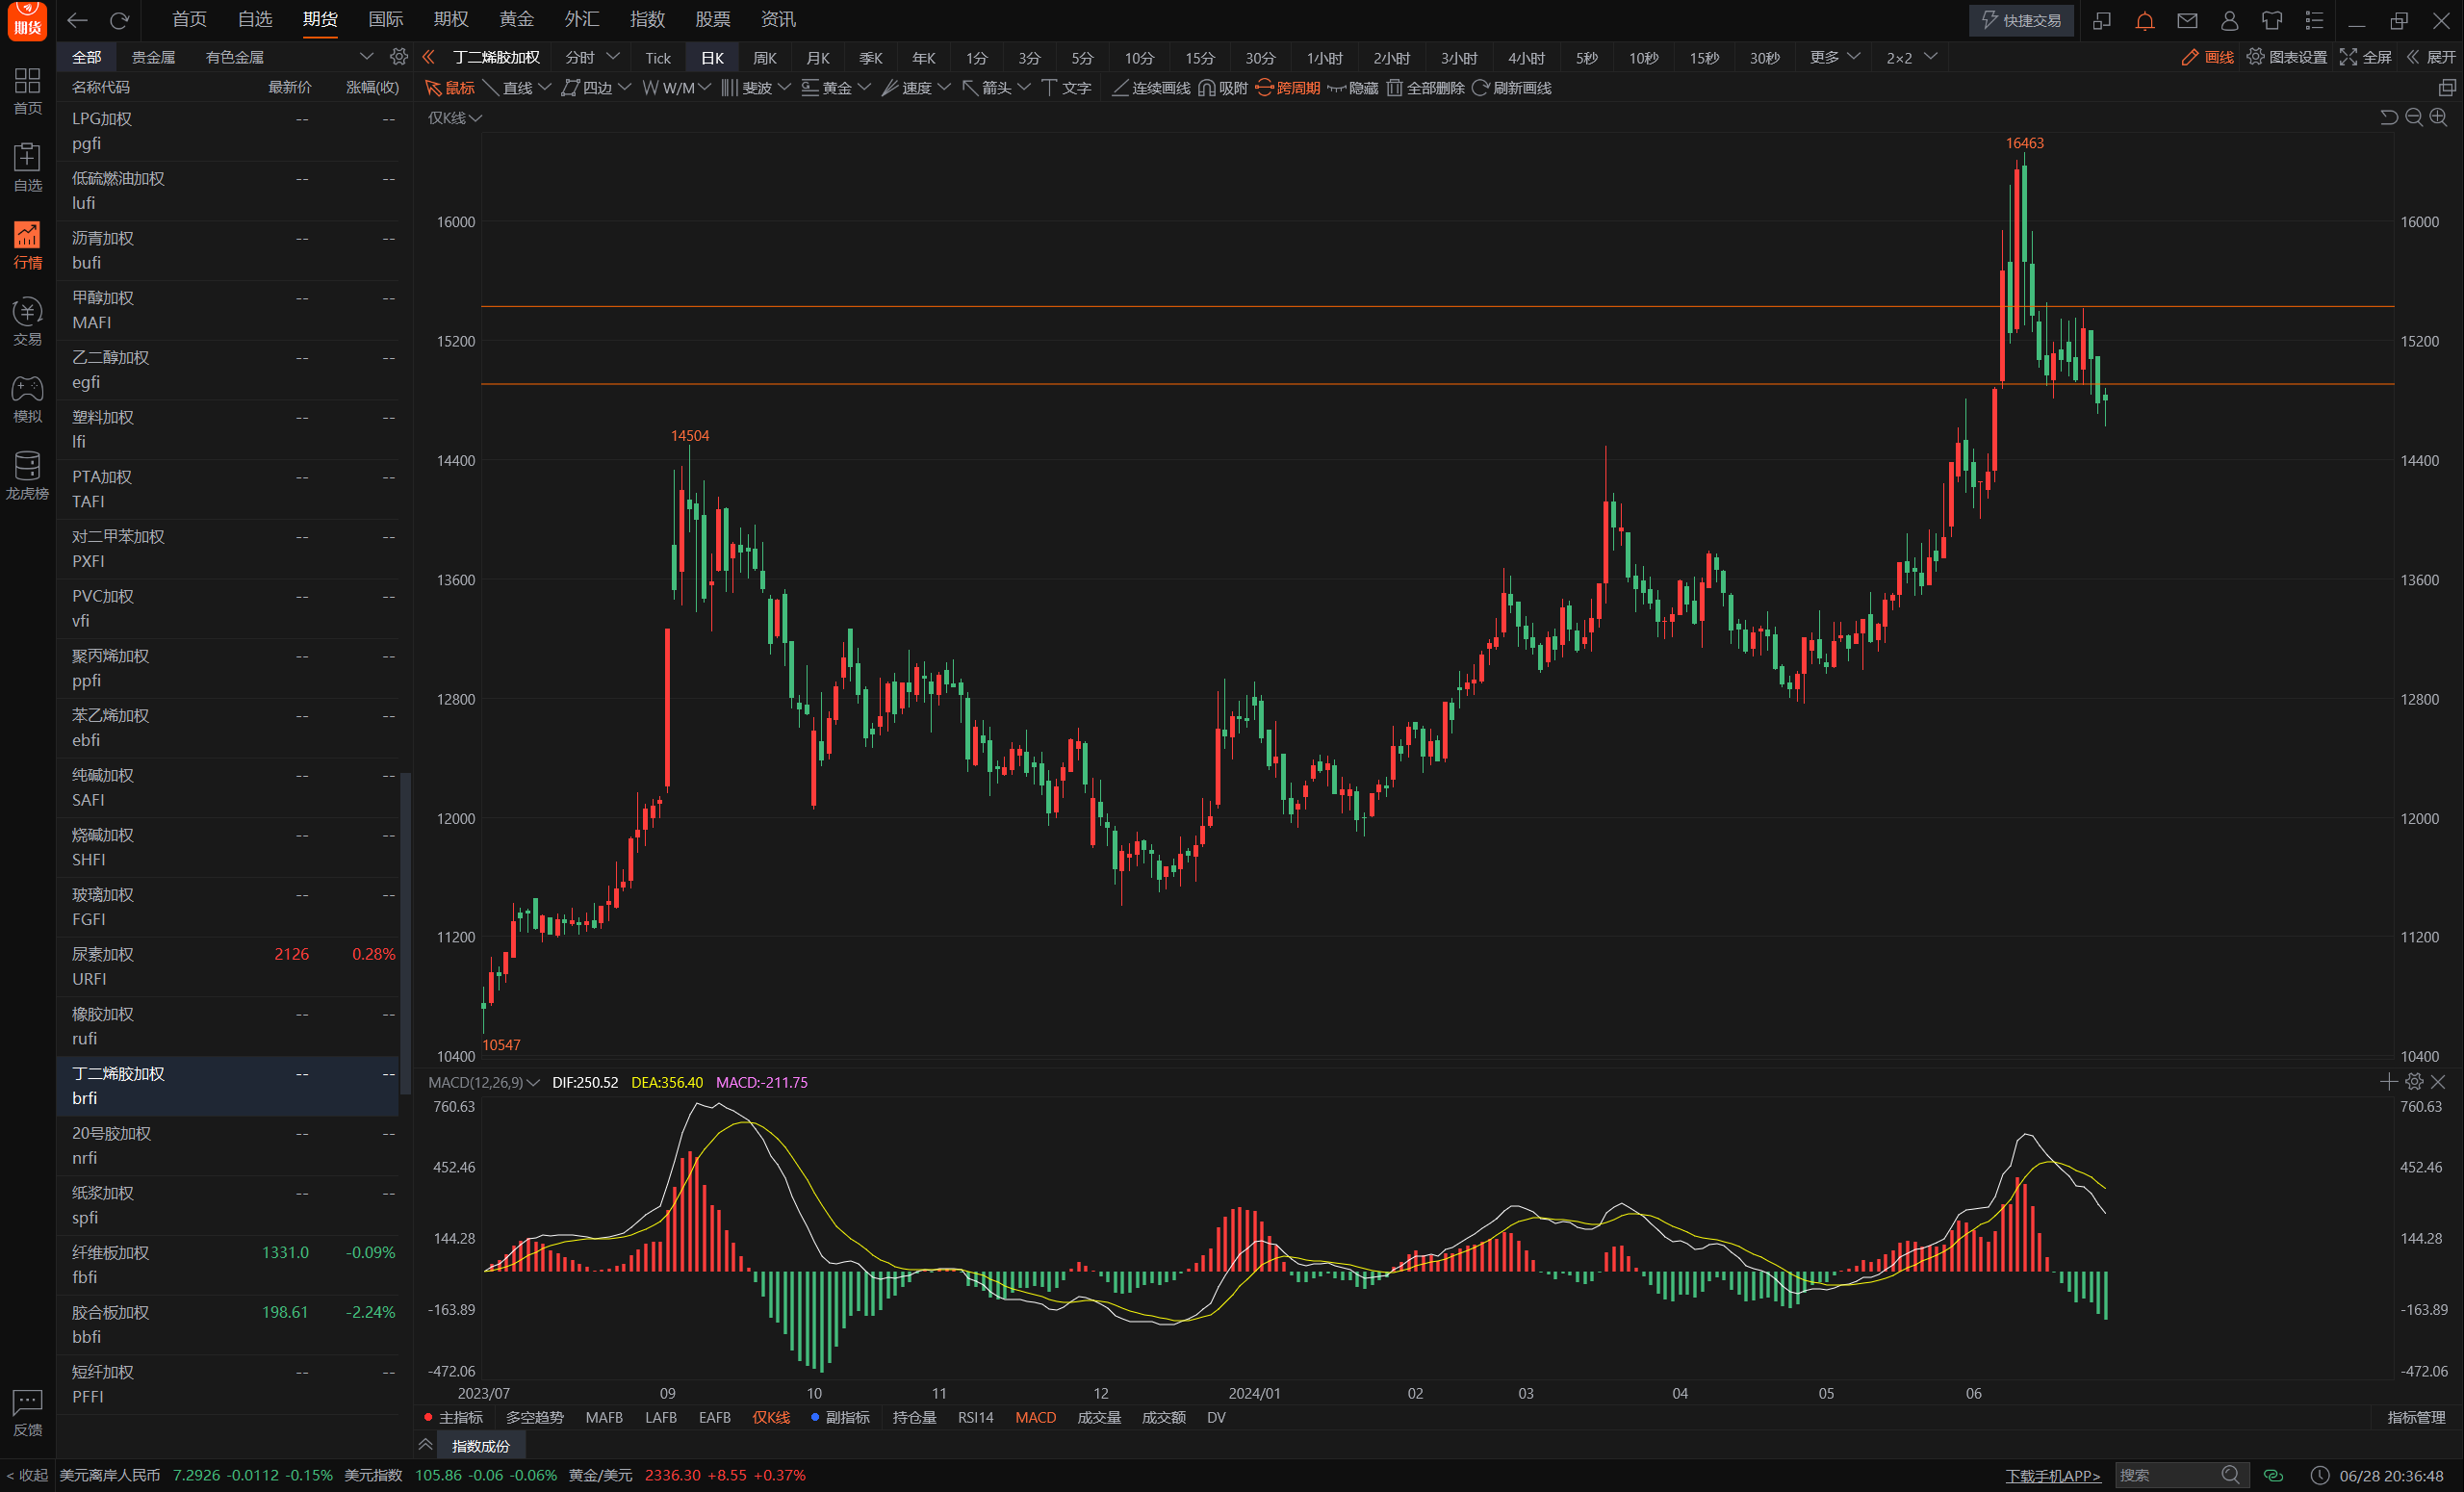 期货
首页 自选 期货 国际 期权 黄金 外汇 指数 股票 资讯 快捷交易
全部 贵金属 有色金属 丁二烯胶加权 分时 Tick 日K 周K 月K 季K 年K 1分 3分 5分 10分 15分 30分 1小时 2小时 3小时 4小时 5秒 10秒 15秒 30秒 更多 2×2 画线 图表设置 全屏 展开
名称代码 最新价 涨幅(收) 鼠标 直线 四边 W/M 斐波 黄金 速度 箭头 文字 连续画线 吸附 跨周期 隐藏 全部删除 刷新画线
首页
自选
行情
交易
模拟
龙虎榜
反馈
LPG加权 -- --
pgfi
低硫燃油加权 -- --
lufi
沥青加权 -- --
bufi
甲醇加权 -- --
MAFI
乙二醇加权 -- --
egfi
塑料加权 -- --
lfi
PTA加权 -- --
TAFI
对二甲苯加权 -- --
PXFI
PVC加权 -- --
vfi
聚丙烯加权 -- --
ppfi
苯乙烯加权 -- --
ebfi
纯碱加权 -- --
SAFI
烧碱加权 -- --
SHFI
玻璃加权 -- --
FGFI
尿素加权 2126 0.28%
URFI
橡胶加权 -- --
rufi
丁二烯胶加权 -- --
brfi
20号胶加权 -- --
nrfi
纸浆加权 -- --
spfi
纤维板加权 1331.0 -0.09%
fbfi
胶合板加权 198.61 -2.24%
bbfi
短纤加权 -- --
PFFI
仅K线
16463
16000 16000
15200 15200
14504
14400 14400
13600 13600
12800 12800
12000 12000
11200 11200
10547
10400 10400
MACD(12,26,9) DIF:250.52 DEA:356.40 MACD:-211.75
760.63 760.63
452.46 452.46
144.28 144.28
-163.89 -163.89
-472.06 -472.06
2023/07 09 10 11 12 2024/01 02 03 04 05 06
主指标 多空趋势 MAFB LAFB EAFB 仅K线 副指标 持仓量 RSI14 MACD 成交量 成交额 DV 指标管理
指数成份
< 收起 美元离岸人民币 7.2926 -0.0112 -0.15% 美元指数 105.86 -0.06 -0.06% 黄金/美元 2336.30 +8.55 +0.37% 下载手机APP> 搜索 06/28 20:36:48